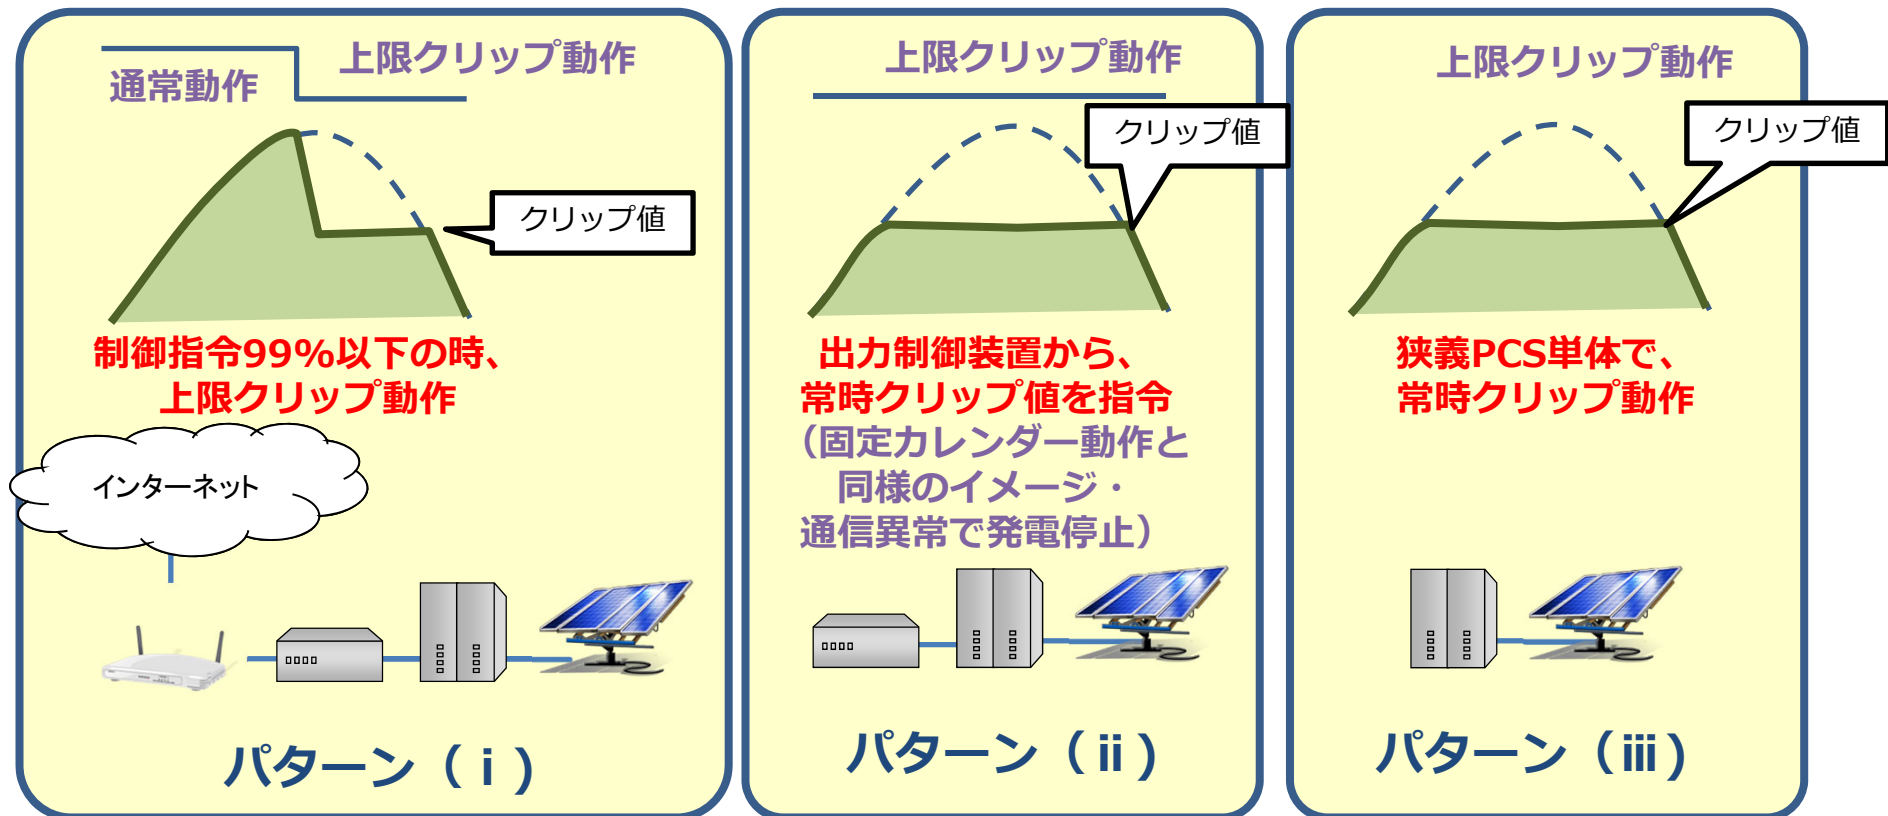 通常動作
上限クリップ動作
クリップ値
制御指令99%以下の時、
上限クリップ動作
インターネット
パターン（ⅰ）
上限クリップ動作
クリップ値
出力制御装置から、
常時クリップ値を指令
（固定カレンダー動作と
同様のイメージ・
通信異常で発電停止）
パターン（ⅱ）
上限クリップ動作
クリップ値
狭義PCS単体で、
常時クリップ動作
パターン（ⅲ）